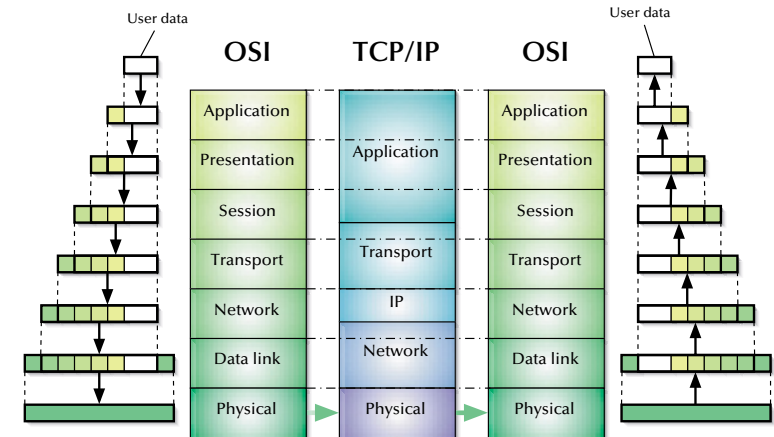 User data
User data
OSI
TCP/IP
OSI
Application
Presentation
Session
Transport
Network
Data link
Physical
Application
Transport
IP
Network
Physical
Application
Presentation
Session
Transport
Network
Data link
Physical